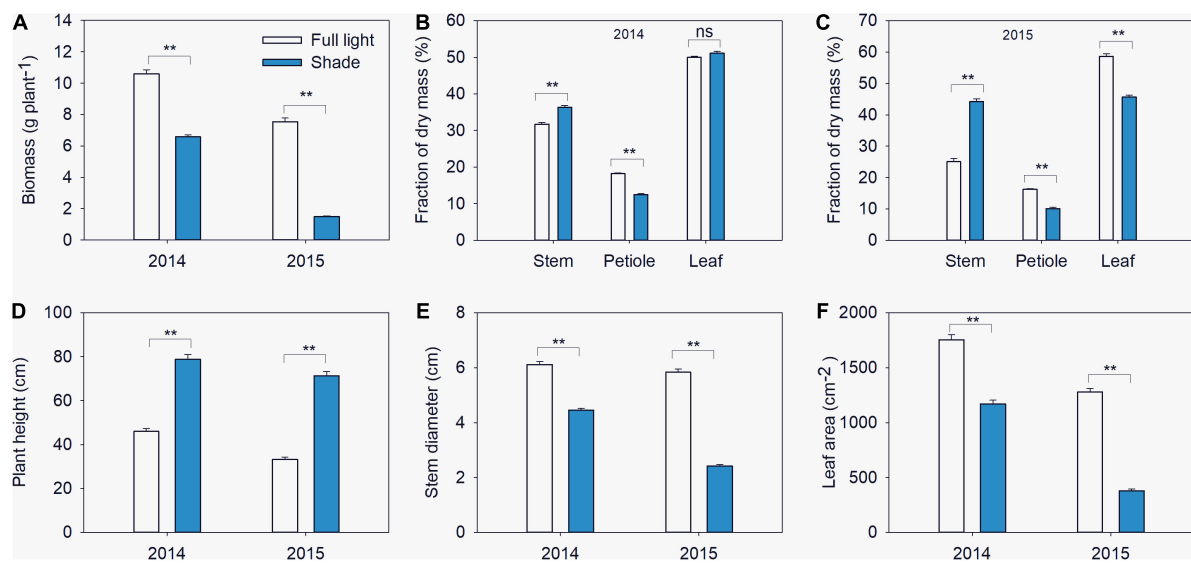 A
Biomass (g plant-1)
14
12
10
8
6
4
2
0
**
**
Full light
Shade
2014
2015
B
Fraction of dry mass (%)
60
50
40
30
20
10
0
2014
**
**
ns
Stem
Petiole
Leaf
C
Fraction of dry mass (%)
70
60
50
40
30
20
10
0
2015
**
**
**
Stem
Petiole
Leaf
D
Plant height (cm)
100
80
60
40
20
0
**
**
2014
2015
E
Stem diameter (cm)
8
6
4
2
0
**
**
2014
2015
F
Leaf area (cm-2)
2000
1500
1000
500
0
**
**
2014
2015